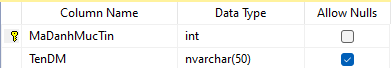 Column Name Data Type Allow Nulls
MaDanhMucTin int
TenDM nvarchar(50)